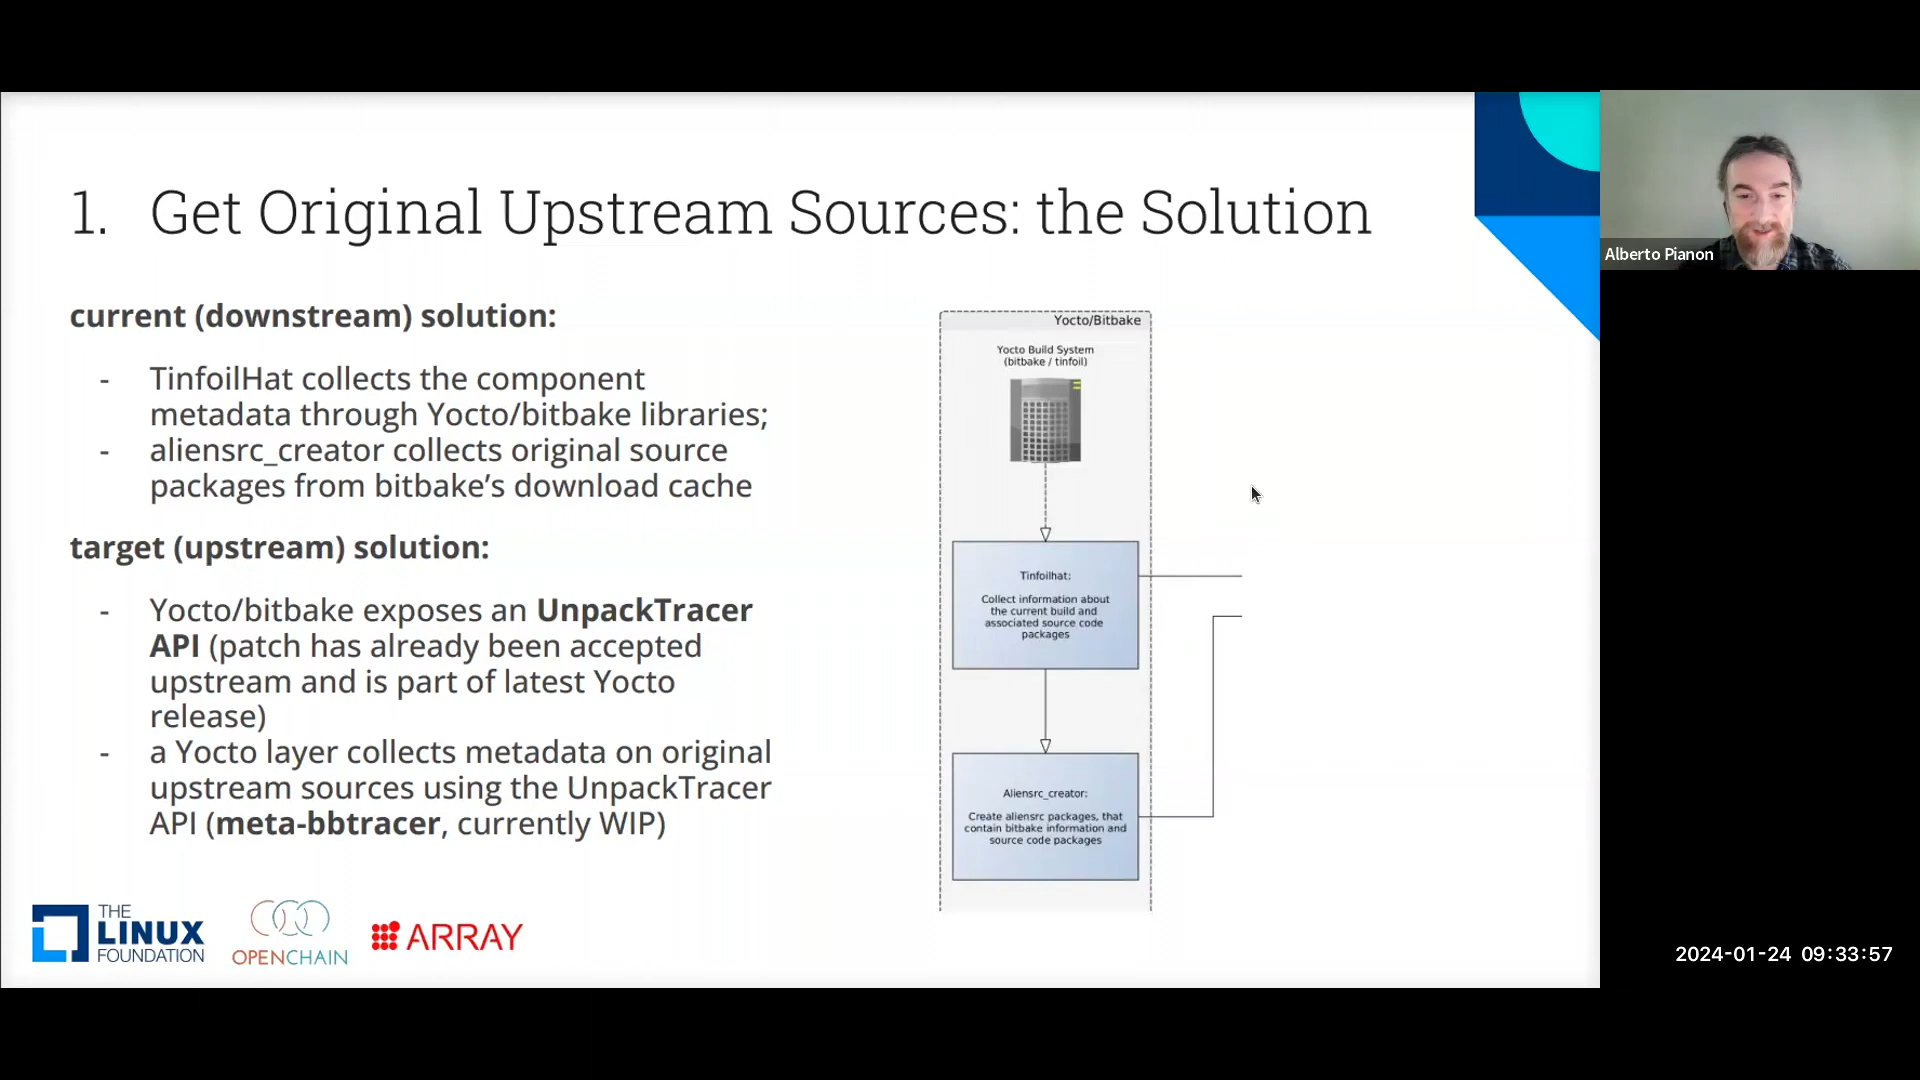 1. Get Original Upstream Sources: the Solution
current (downstream) solution:
- TinfoilHat collects the component
metadata through Yocto/bitbake libraries;
- aliensrc_creator collects original source
packages from bitbake’s download cache
target (upstream) solution:
- Yocto/bitbake exposes an UnpackTracer
API (patch has already been accepted
upstream and is part of latest Yocto
release)
- a Yocto layer collects metadata on original
upstream sources using the UnpackTracer
API (meta-bbtracer, currently WIP)
Yocto/Bitbake
Yocto Build System
(bitbake / tinfoil)
Tinfoilhat:
Collect information about
the current build and
associated source code
packages
Aliensrc_creator:
Create aliensrc packages, that
contain bitbake information and
source code packages
THE
LINUX
FOUNDATION
OPENCHAIN
ARRAY
Alberto Pianon
2024-01-24 09:33:57